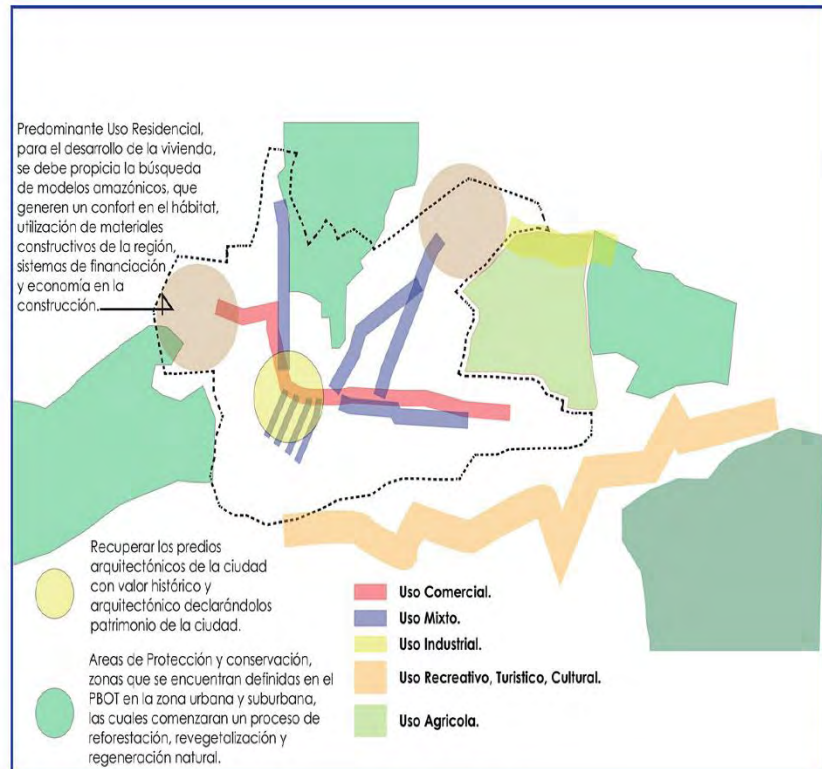 Predominante Uso Residencial,
para el desarrollo de la vivienda,
se debe propicia la búsqueda
de modelos amazónicos, que
generen un confort en el hábitat,
utilización de materiales
constructivos de la región,
sistemas de financiación
y economía en la
construcción.
Recuperar los predios
arquitectónicos de la ciudad
con valor histórico y
arquitectónico declarándolos
patrimonio de la ciudad.
Areas de Protección y conservación,
zonas que se encuentran definidas en el
PBOT en la zona urbana y suburbana,
las cuales comenzaran un proceso de
reforestación, revegetalización y
regeneración natural.
Uso Comercial.
Uso Mixto.
Uso Industrial.
Uso Recreativo, Turistico, Cultural.
Uso Agricola.